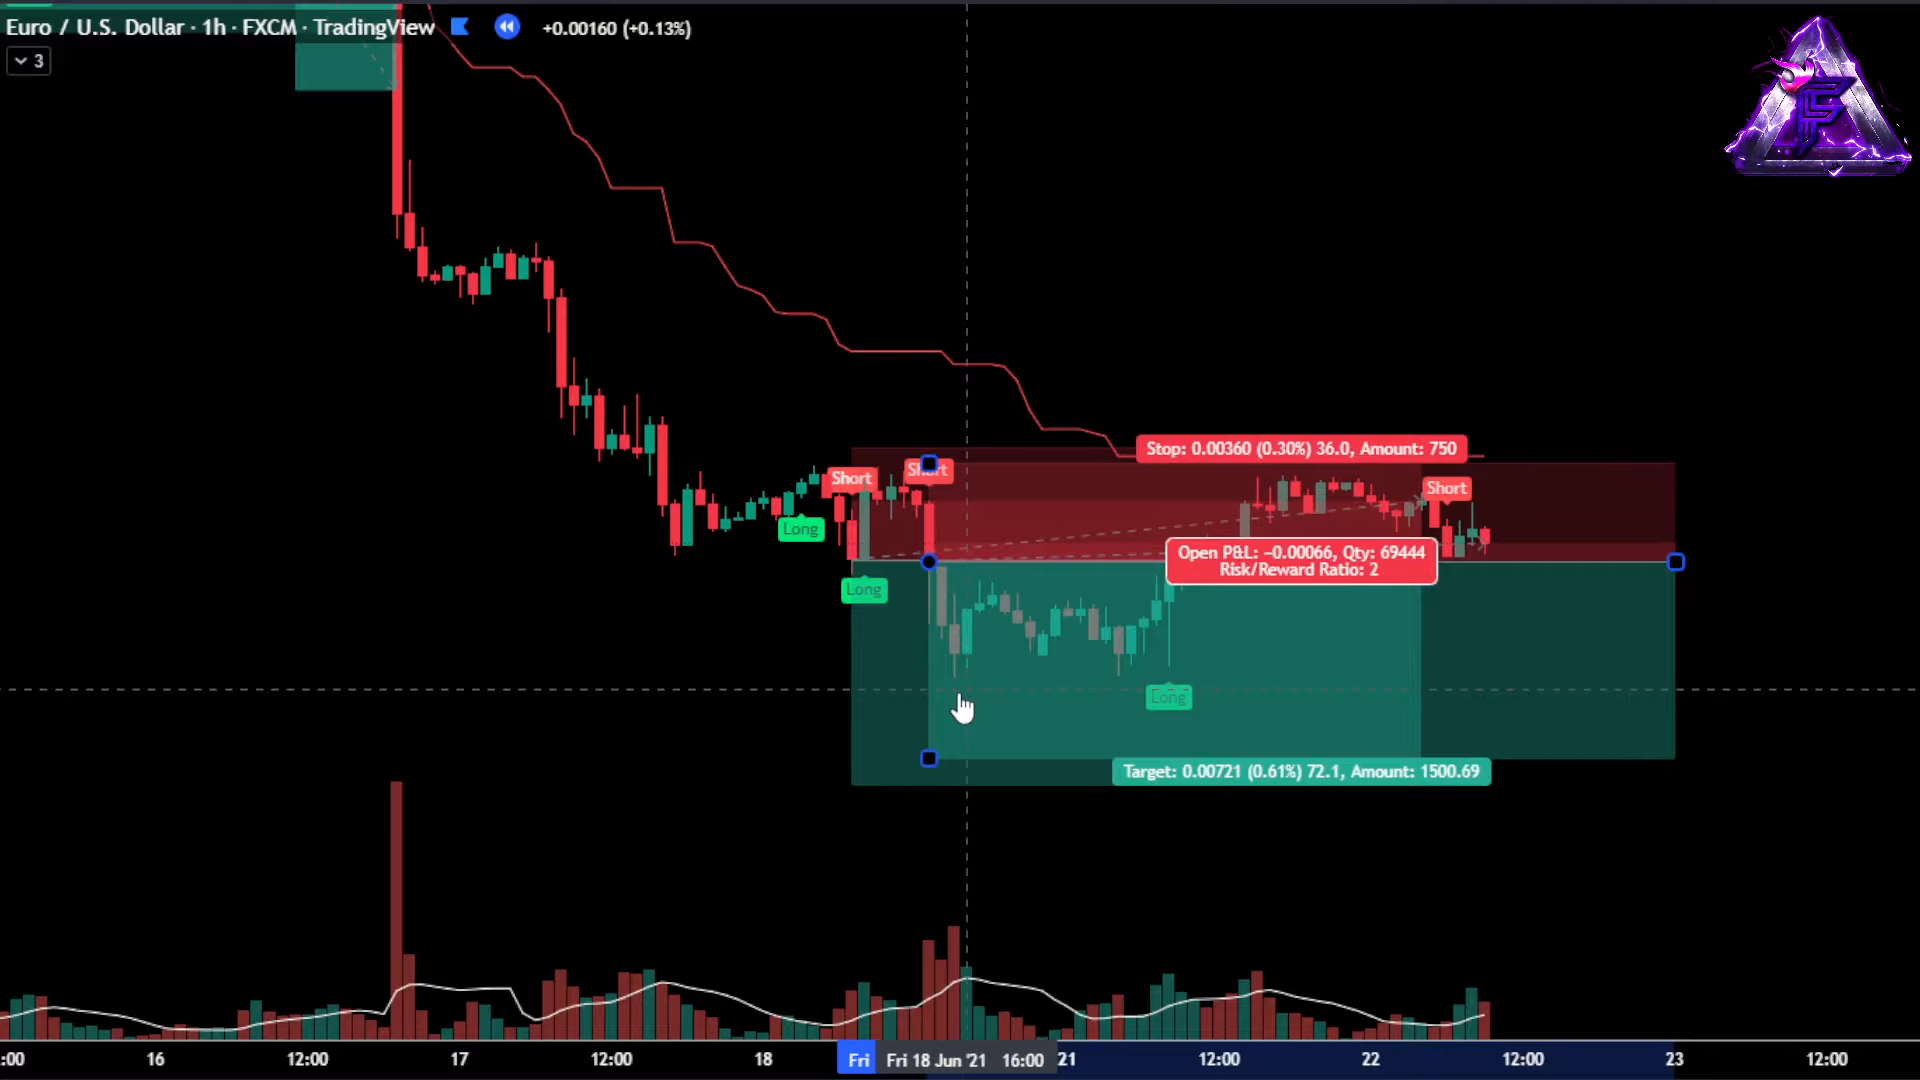 Euro / U.S. Dollar · 1h · FXCM · TradingView +0.00160 (+0.13%)
3
Stop: 0.00360 (0.30%) 36.0, Amount: 750
Short
Short
Short
Long
Open P&L: −0.00066, Qty: 69444
Risk/Reward Ratio: 2
Long
Long
Target: 0.00721 (0.61%) 72.1, Amount: 1500.69
:00 16 12:00 17 12:00 18 Fri Fri 18 Jun '21 16:00 21 12:00 22 12:00 23 12:00